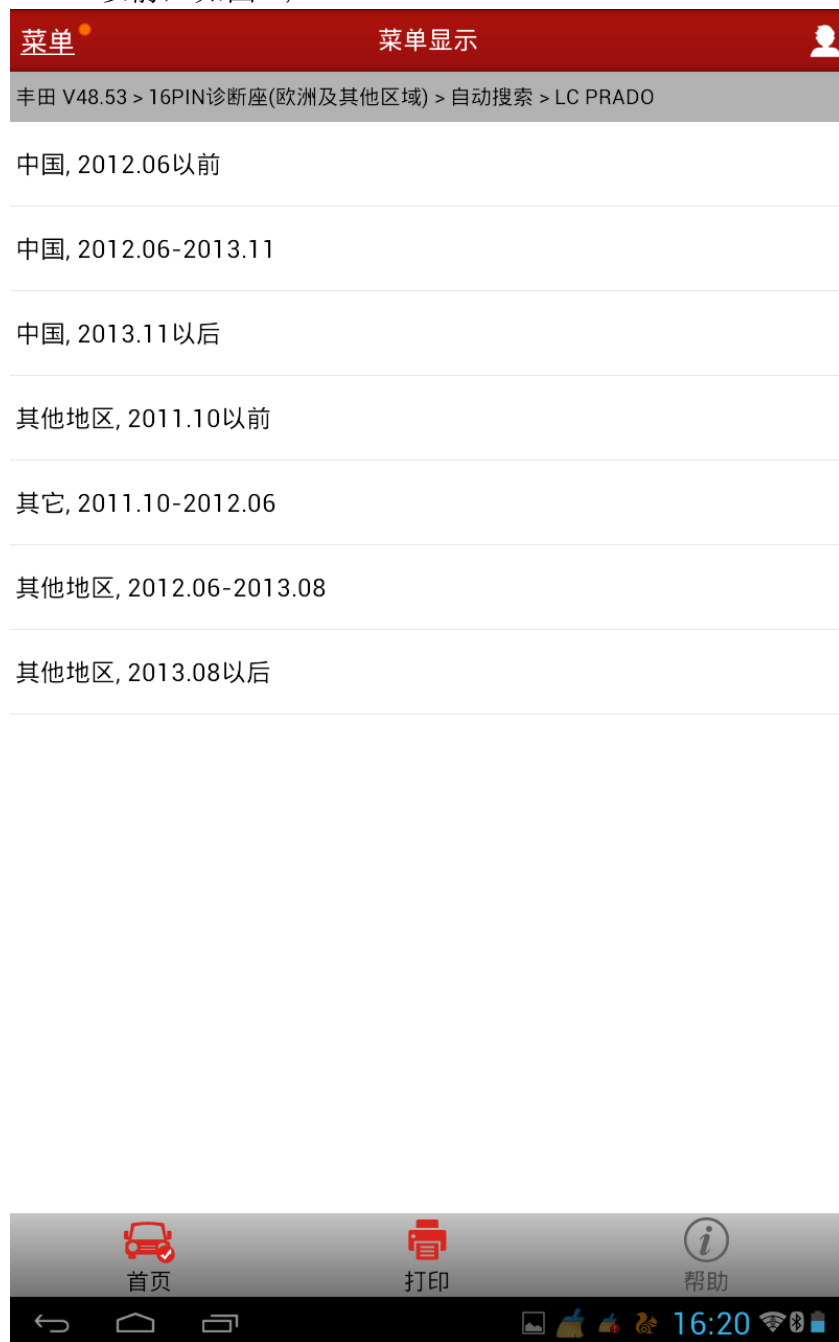 菜单
菜单显示
丰田 V48.53 > 16PIN诊断座(欧洲及其他区域) > 自动搜索 > LC PRADO
中国, 2012.06以前
中国, 2012.06-2013.11
中国, 2013.11以后
其他地区, 2011.10以前
其它, 2011.10-2012.06
其他地区, 2012.06-2013.08
其他地区, 2013.08以后
首页
打印
帮助
16:20